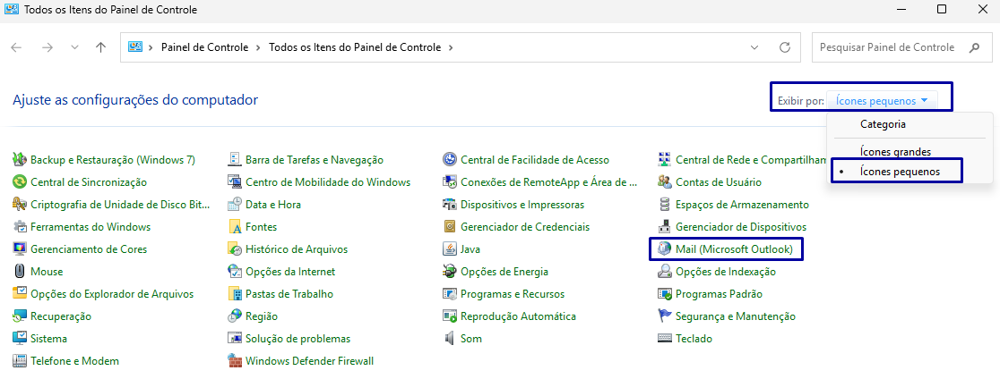 Todos os Itens do Painel de Controle
Painel de Controle > Todos os Itens do Painel de Controle >
Pesquisar Painel de Controle
Ajuste as configurações do computador
Exibir por: Ícones pequenos
Categoria
Ícones grandes
Ícones pequenos
Backup e Restauração (Windows 7)
Barra de Tarefas e Navegação
Central de Facilidade de Acesso
Central de Rede e Compartilham
Central de Sincronização
Centro de Mobilidade do Windows
Conexões de RemoteApp e Área de ...
Contas de Usuário
Criptografia de Unidade de Disco Bit...
Data e Hora
Dispositivos e Impressoras
Espaços de Armazenamento
Ferramentas do Windows
Fontes
Gerenciador de Credenciais
Gerenciador de Dispositivos
Gerenciamento de Cores
Histórico de Arquivos
Java
Mail (Microsoft Outlook)
Mouse
Opções da Internet
Opções de Energia
Opções de Indexação
Opções do Explorador de Arquivos
Pastas de Trabalho
Programas e Recursos
Programas Padrão
Recuperação
Região
Reprodução Automática
Segurança e Manutenção
Sistema
Solução de problemas
Som
Teclado
Telefone e Modem
Windows Defender Firewall